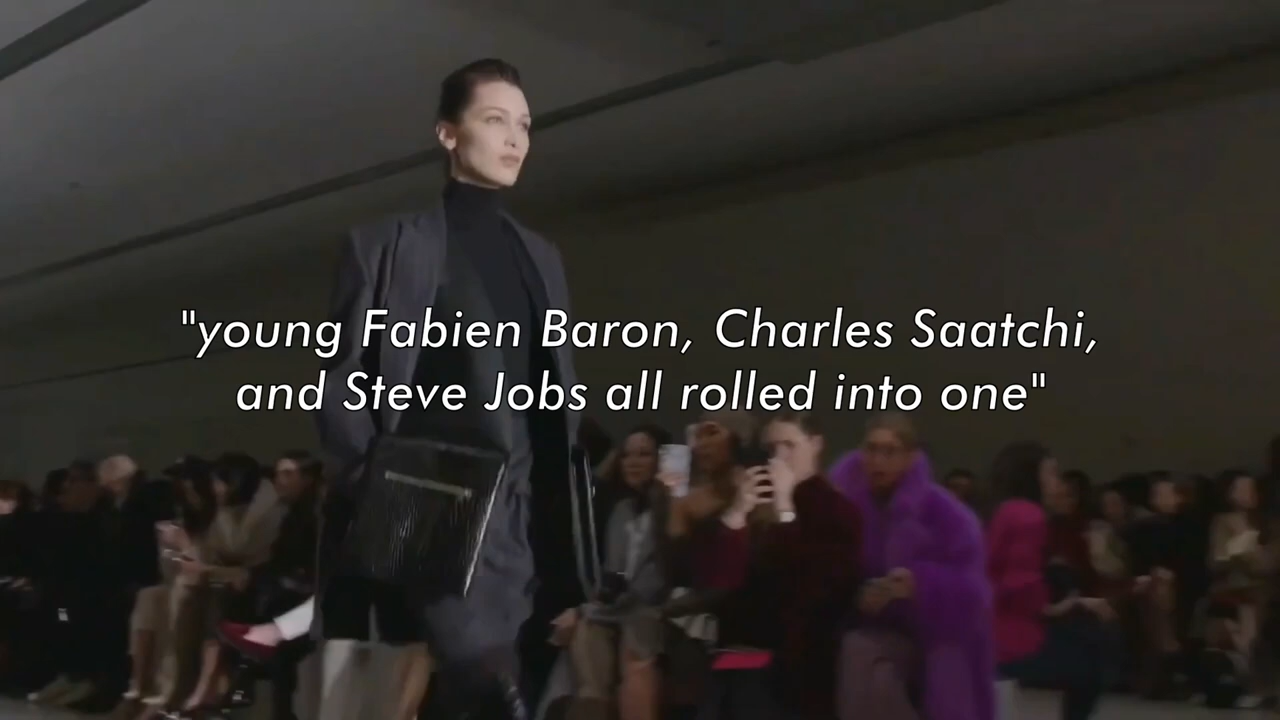 "young Fabien Baron, Charles Saatchi,
and Steve Jobs all rolled into one"